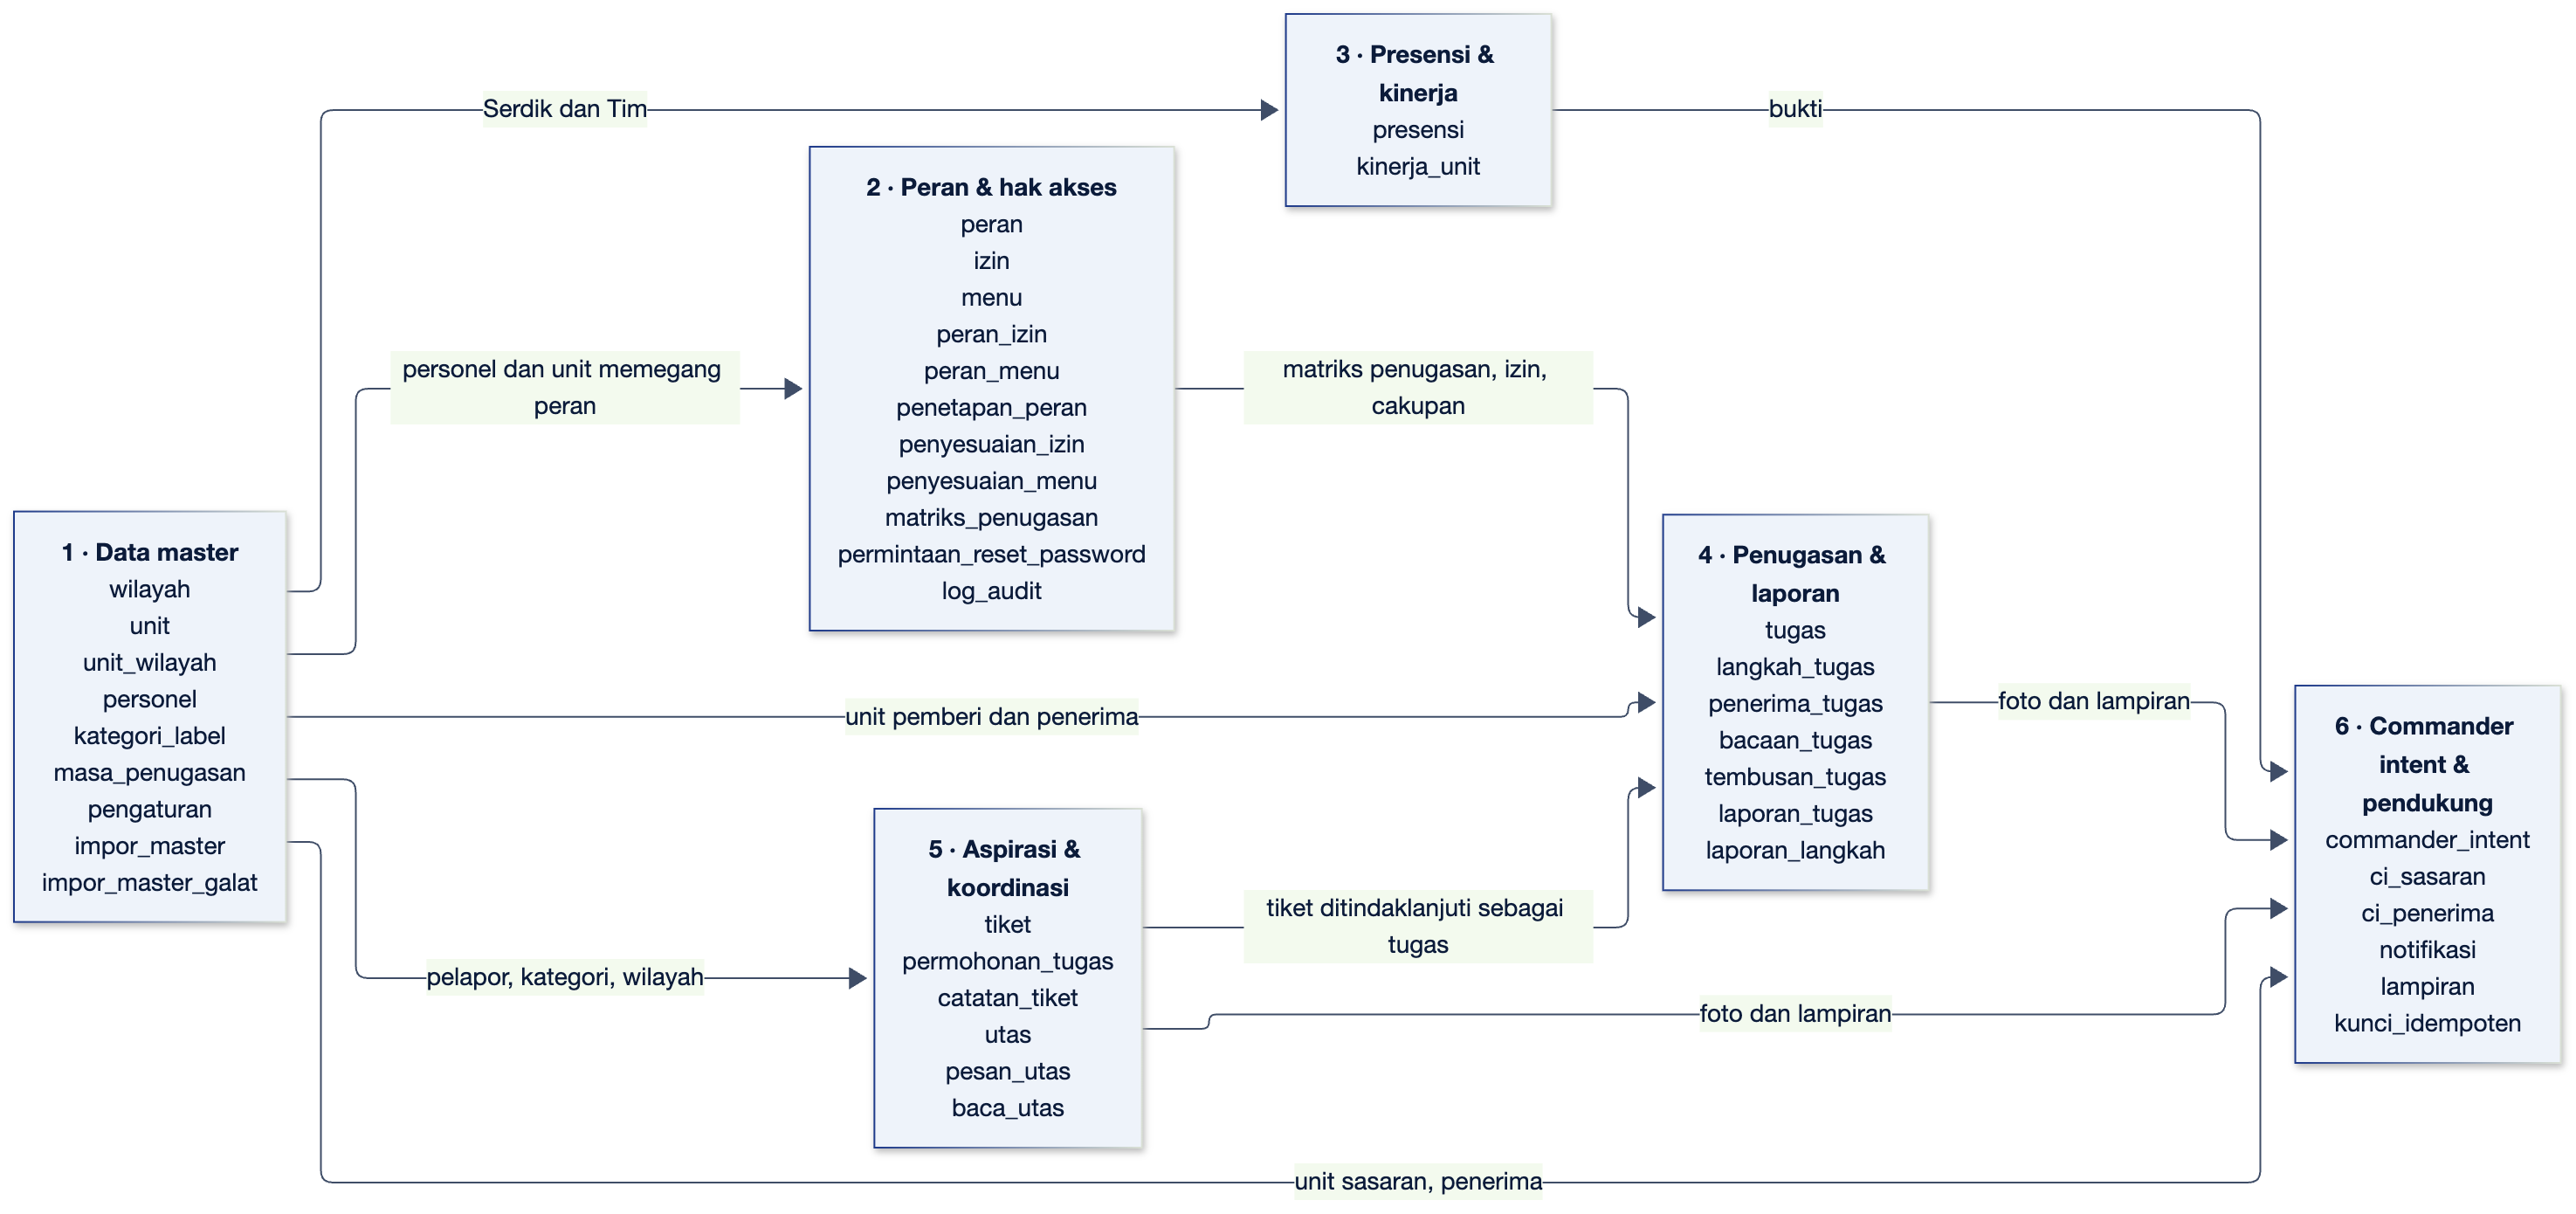 3 · Presensi &
kinerja
presensi
kinerja_unit
Serdik dan Tim
bukti
2 · Peran & hak akses
peran
izin
menu
peran_izin
peran_menu
penetapan_peran
penyesuaian_izin
penyesuaian_menu
matriks_penugasan
permintaan_reset_password
log_audit
personel dan unit memegang
peran
matriks penugasan, izin,
cakupan
1 · Data master
wilayah
unit
unit_wilayah
personel
kategori_label
masa_penugasan
pengaturan
impor_master
impor_master_galat
unit pemberi dan penerima
4 · Penugasan &
laporan
tugas
langkah_tugas
penerima_tugas
bacaan_tugas
tembusan_tugas
laporan_tugas
laporan_langkah
foto dan lampiran
6 · Commander
intent &
pendukung
commander_intent
ci_sasaran
ci_penerima
notifikasi
lampiran
kunci_idempoten
5 · Aspirasi &
koordinasi
tiket
permohonan_tugas
catatan_tiket
utas
pesan_utas
baca_utas
pelapor, kategori, wilayah
tiket ditindaklanjuti sebagai
tugas
foto dan lampiran
unit sasaran, penerima